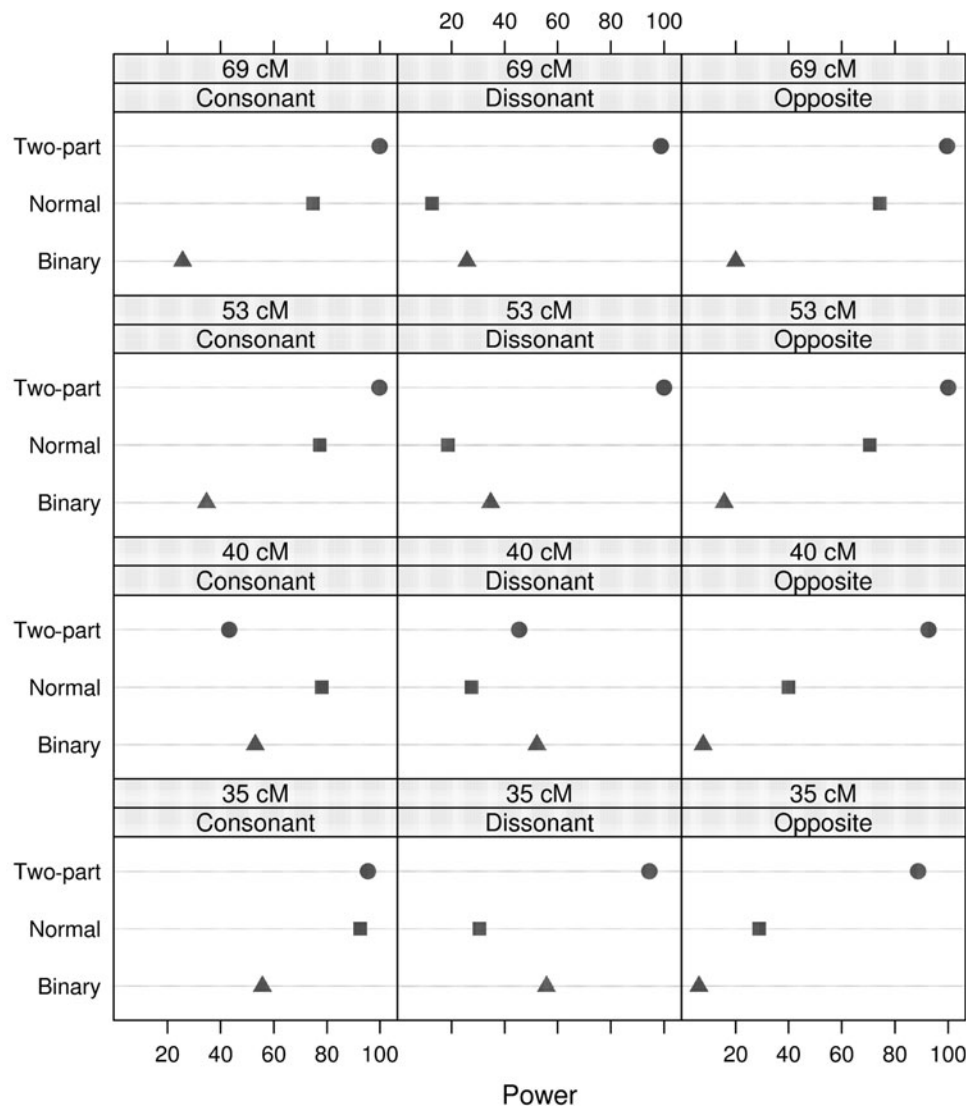 20 40 60 80 100
69 cM 69 cM 69 cM
Consonant Dissonant Opposite
Two-part
Normal
Binary
53 cM 53 cM 53 cM
Consonant Dissonant Opposite
Two-part
Normal
Binary
40 cM 40 cM 40 cM
Consonant Dissonant Opposite
Two-part
Normal
Binary
35 cM 35 cM 35 cM
Consonant Dissonant Opposite
Two-part
Normal
Binary
20 40 60 80 100 20 40 60 80 100
Power